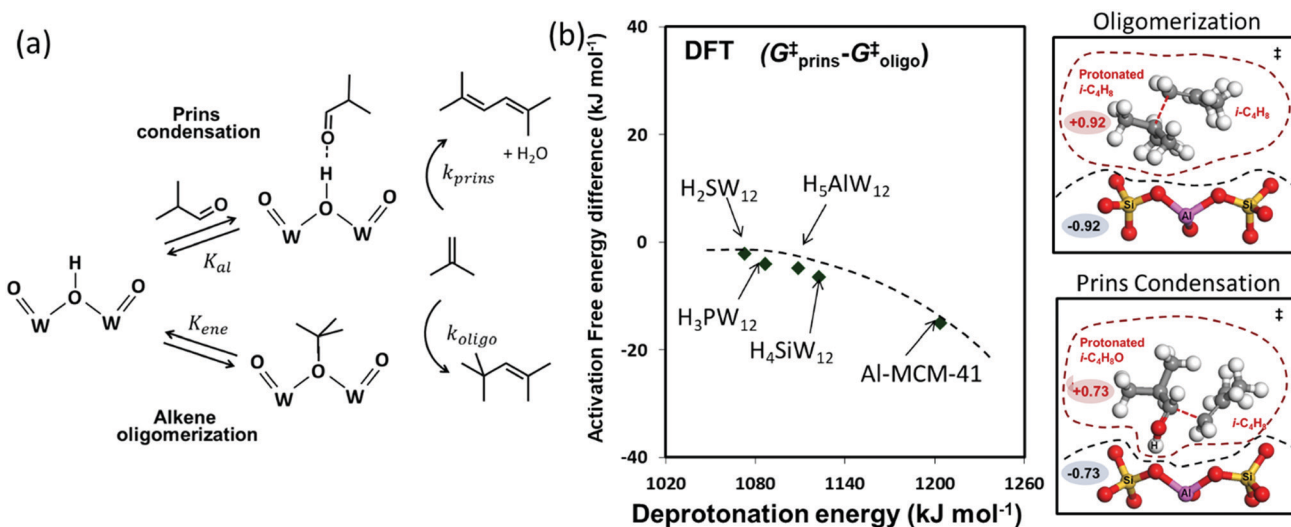 (a)
Prins
condensation
O
H
O
O
O
W
W
kprins
+ H₂O
Kal
H
O
O
O
W
W
Kene
O
O
O
W
W
koligo
Alkene
oligomerization
(b)
Activation Free energy difference (kJ mol⁻¹)
40
20
0
-20
-40
DFT (G‡prins-G‡oligo)
H₂SW₁₂
H₅AlW₁₂
H₃PW₁₂
H₄SiW₁₂
Al-MCM-41
1020 1080 1140 1200 1260
Deprotonation energy (kJ mol⁻¹)
Oligomerization
‡
Protonated
i-C₄H₈
i-C₄H₈
+0.92
Si
Al
Si
-0.92
Prins Condensation
‡
Protonated
i-C₄H₈O
+0.73
i-C₄H₈
H
Si
Al
Si
-0.73